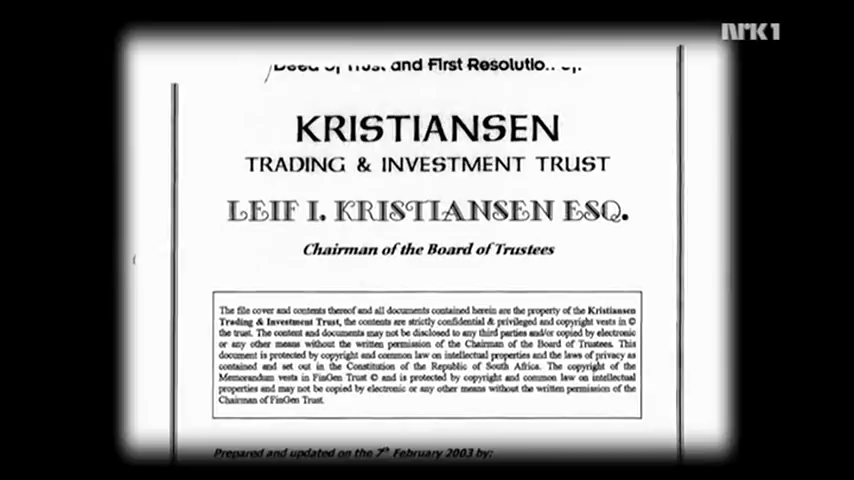 NRK1
and First Resolutio
KRISTIANSEN
TRADING & INVESTMENT TRUST
LEIF I. KRISTIANSEN ESQ.
Chairman of the Board of Trustees
The file cover and contents thereof and all documents contained herein are the property of the Kristiansen
Trading & Investment Trust, the contents are strictly confidential & privileged and copyright vests in ©
the trust. The content and documents may not be disclosed to any third parties and/or copied by electronic
or any other means without the written permission of the Chairman of the Board of Trustees. This
document is protected by copyright and common law on intellectual properties and the laws of privacy as
contained and set out in the Constitution of the Republic of South Africa. The copyright of the
Memorandum vests in FinGen Trust © and is protected by copyright and common law on intellectual
properties and may not be copied by electronic or any other means without the written permission of the
Chairman of FinGen Trust.
Prepared and updated on the 7th February 2003 by: